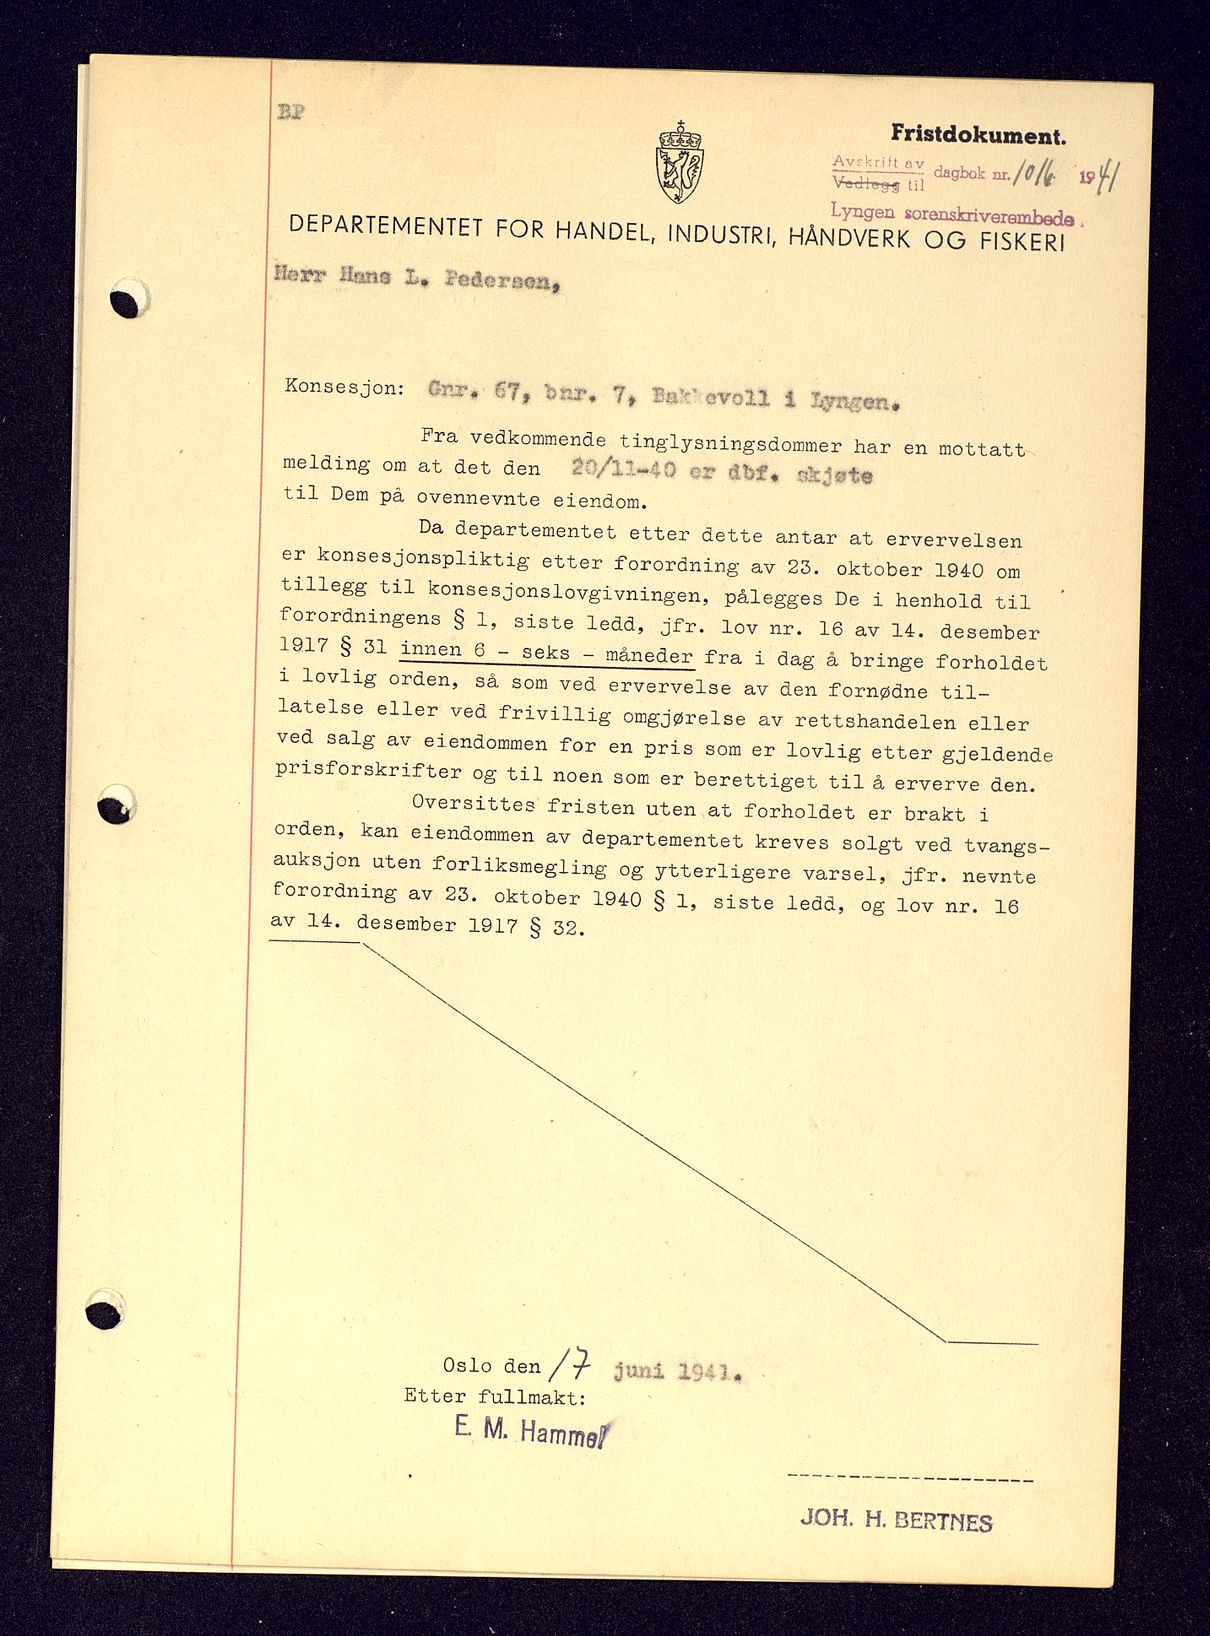 BP
Fristdokument.
Avskrift av
Vedlegg til dagbok nr. 1016 1941
Lyngen sorenskriverembede.
DEPARTEMENTET FOR HANDEL, INDUSTRI, HÅNDVERK OG FISKERI
Herr Hans L. Pedersen,
Konsesjon: Gnr. 67, bnr. 7, Bakkevoll i Lyngen.
Fra vedkommende tinglysningsdommer har en mottatt
melding om at det den 20/11-40 er dbf. skjøte
til Dem på ovennevnte eiendom.
Da departementet etter dette antar at ervervelsen
er konsesjonspliktig etter forordning av 23. oktober 1940 om
tillegg til konsesjonslovgivningen, pålegges De i henhold til
forordningens § 1, siste ledd, jfr. lov nr. 16 av 14. desember
1917 § 31 innen 6 - seks - måneder fra i dag å bringe forholdet
i lovlig orden, så som ved ervervelse av den fornødne til-
latelse eller ved frivillig omgjørelse av rettshandelen eller
ved salg av eiendommen for en pris som er lovlig etter gjeldende
prisforskrifter og til noen som er berettiget til å erverve den.
Oversittes fristen uten at forholdet er brakt i
orden, kan eiendommen av departementet kreves solgt ved tvangs-
auksjon uten forliksmegling og ytterligere varsel, jfr. nevnte
forordning av 23. oktober 1940 § 1, siste ledd, og lov nr. 16
av 14. desember 1917 § 32.
Oslo den 17 juni 1941.
Etter fullmakt:
E. M. Hammel
JOH. H. BERTNES